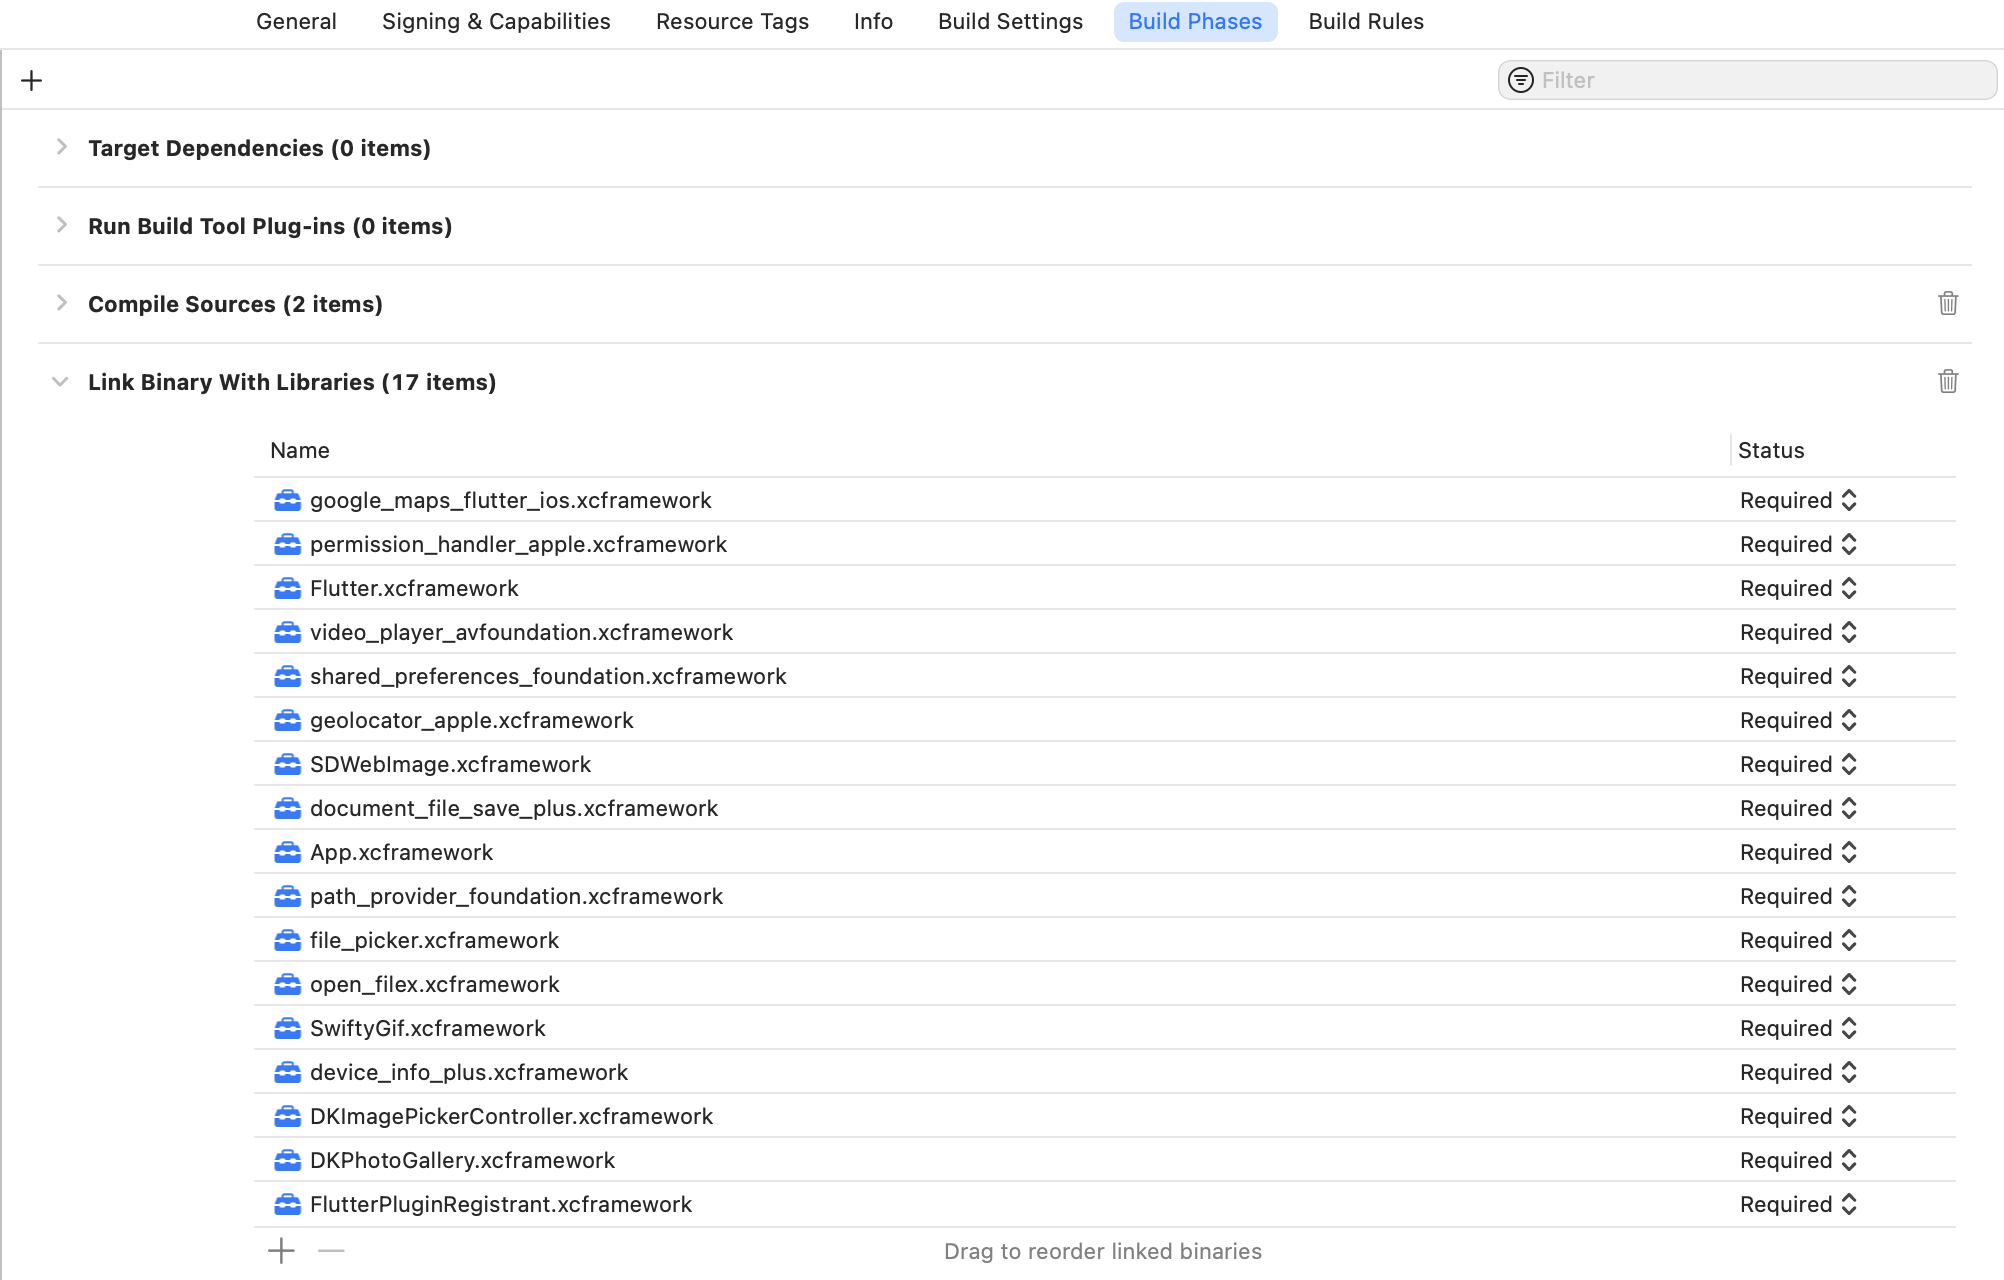 General Signing & Capabilities Resource Tags Info Build Settings Build Phases Build Rules
Filter
Target Dependencies (0 items)
Run Build Tool Plug-ins (0 items)
Compile Sources (2 items)
Link Binary With Libraries (17 items)
Name Status
google_maps_flutter_ios.xcframework Required
permission_handler_apple.xcframework Required
Flutter.xcframework Required
video_player_avfoundation.xcframework Required
shared_preferences_foundation.xcframework Required
geolocator_apple.xcframework Required
SDWebImage.xcframework Required
document_file_save_plus.xcframework Required
App.xcframework Required
path_provider_foundation.xcframework Required
file_picker.xcframework Required
open_filex.xcframework Required
SwiftyGif.xcframework Required
device_info_plus.xcframework Required
DKImagePickerController.xcframework Required
DKPhotoGallery.xcframework Required
FlutterPluginRegistrant.xcframework Required
Drag to reorder linked binaries